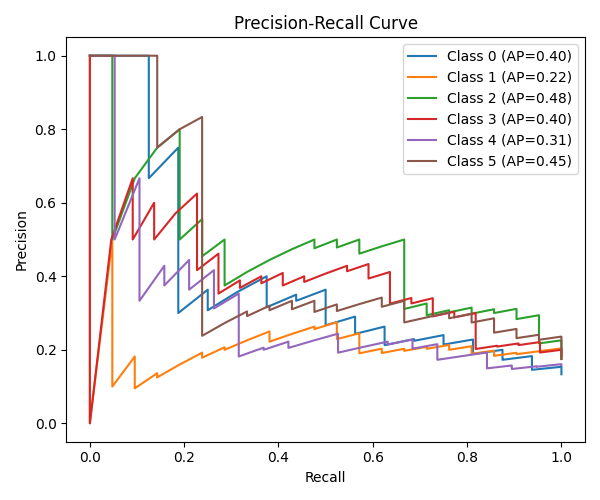 Precision-Recall Curve
Class 0 (AP=0.40)
Class 1 (AP=0.22)
Class 2 (AP=0.48)
Class 3 (AP=0.40)
Class 4 (AP=0.31)
Class 5 (AP=0.45)
Precision
1.0
0.8
0.6
0.4
0.2
0.0
0.0 0.2 0.4 0.6 0.8 1.0
Recall